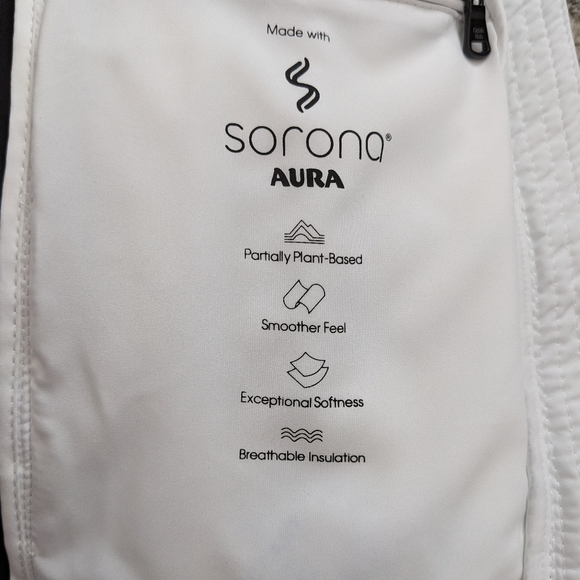 Made with
sorona®
AURA
Partially Plant-Based
Smoother Feel
Exceptional Softness
Breathable Insulation